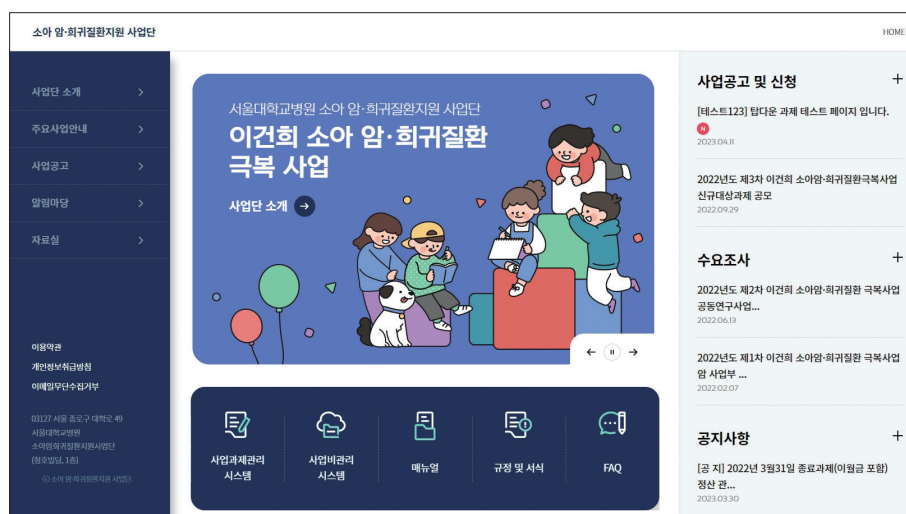 소아 암·희귀질환지원 사업단
HOME
사업단 소개
주요사업안내
사업공고
알림마당
자료실
이용약관
개인정보취급방침
이메일무단수집거부
03127 서울 종로구 대학로 49
서울대학교병원
소아암희귀질환지원사업단
(창호빌딩, 1층)
ⓒ 소아 암·희귀질환지원 사업단.
서울대학교병원 소아 암·희귀질환지원 사업단
이건희 소아 암·희귀질환
극복 사업
사업단 소개
사업과제관리
시스템
사업비관리
시스템
매뉴얼
규정 및 서식
FAQ
사업공고 및 신청
[테스트123] 탑다운 과제 테스트 페이지 입니다.
N
2023.04.11
2022년도 제3차 이건희 소아암·희귀질환극복사업
신규대상과제 공모
2022.09.29
수요조사
2022년도 제2차 이건희 소아암·희귀질환 극복사업
공동연구사업...
2022.06.13
2022년도 제1차 이건희 소아암·희귀질환 극복사업
암 사업부 ...
2022.02.07
공지사항
[공 지] 2022년 3월31일 종료과제(이월금 포함)
정산 관...
2023.03.30